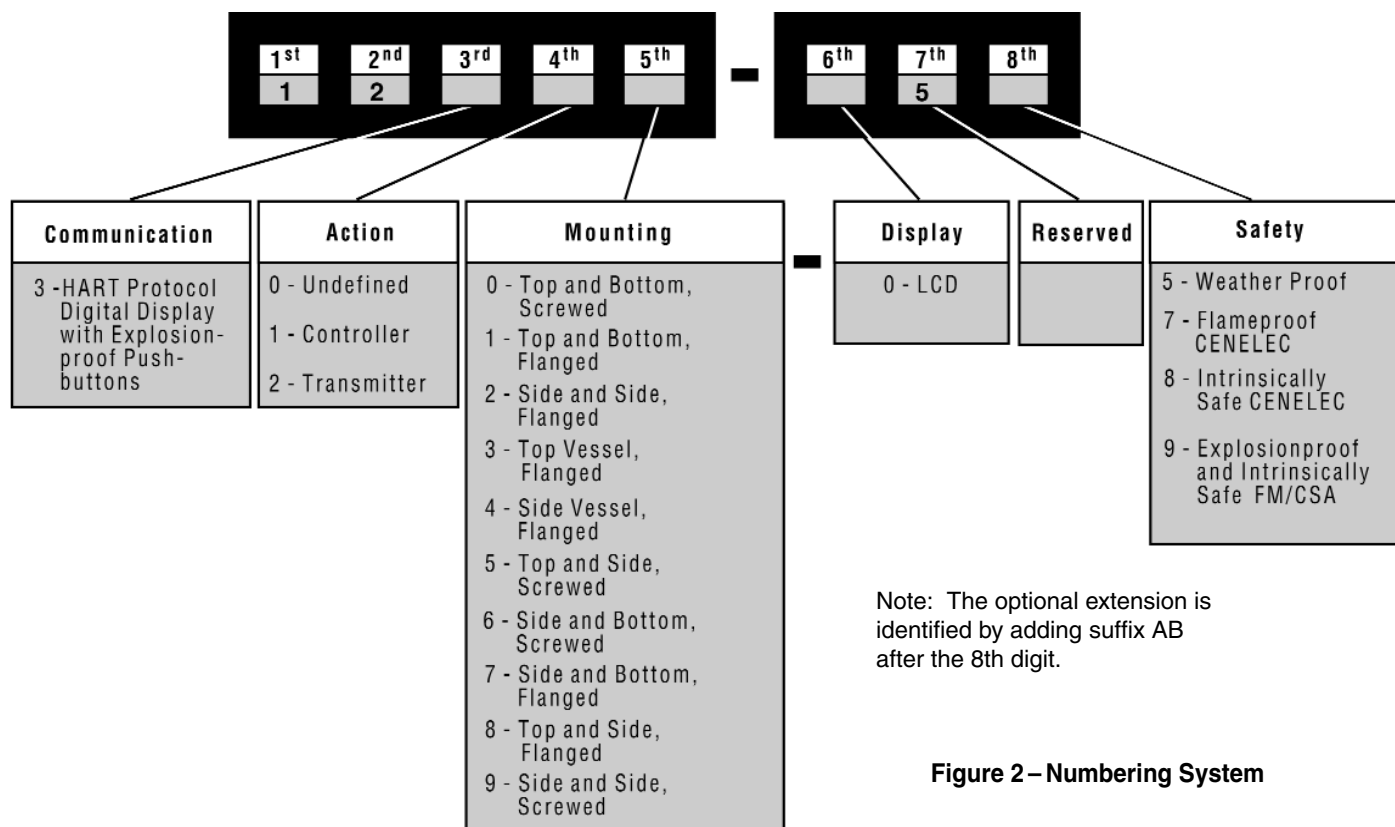 1st 2nd 3rd 4th 5th - 6th 7th 8th
1 2 5
Communication
3 -HART Protocol
Digital Display
with Explosion-
proof Push-
buttons
Action
0 - Undefined
1 - Controller
2 - Transmitter
Mounting
0 - Top and Bottom,
Screwed
1 - Top and Bottom,
Flanged
2 - Side and Side,
Flanged
3 - Top Vessel,
Flanged
4 - Side Vessel,
Flanged
5 - Top and Side,
Screwed
6 - Side and Bottom,
Screwed
7 - Side and Bottom,
Flanged
8 - Top and Side,
Flanged
9 - Side and Side,
Screwed
-
Display
0 - LCD
Reserved
Safety
5 - Weather Proof
7 - Flameproof
CENELEC
8 - Intrinsically
Safe CENELEC
9 - Explosionproof
and Intrinsically
Safe FM/CSA
Note: The optional extension is
identified by adding suffix AB
after the 8th digit.
Figure 2 – Numbering System